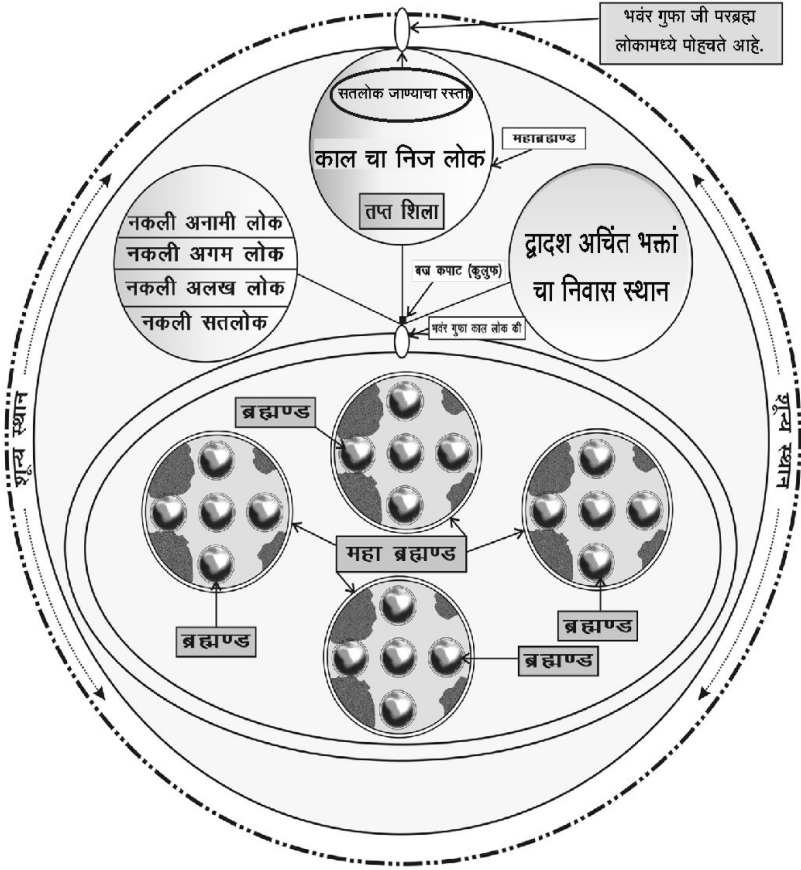 भवंर गुफा जी परब्रह्म
लोकामध्ये पोहचते आहे.
सतलोक जाण्याचा रस्ता
महाब्रह्मण्ड
काल चा निज लोक
तप्त शिला
नकली अनामी लोक
नकली अगम लोक
नकली अलख लोक
नकली सतलोक
द्वादश अचिंत भक्तां
चा निवास स्थान
बज्र कपाट (कुलुफ)
भवंर गुफा काल लोक की
शून्य स्थान
शून्य स्थान
ब्रह्मण्ड
महा ब्रह्मण्ड
ब्रह्मण्ड
ब्रह्मण्ड
ब्रह्मण्ड